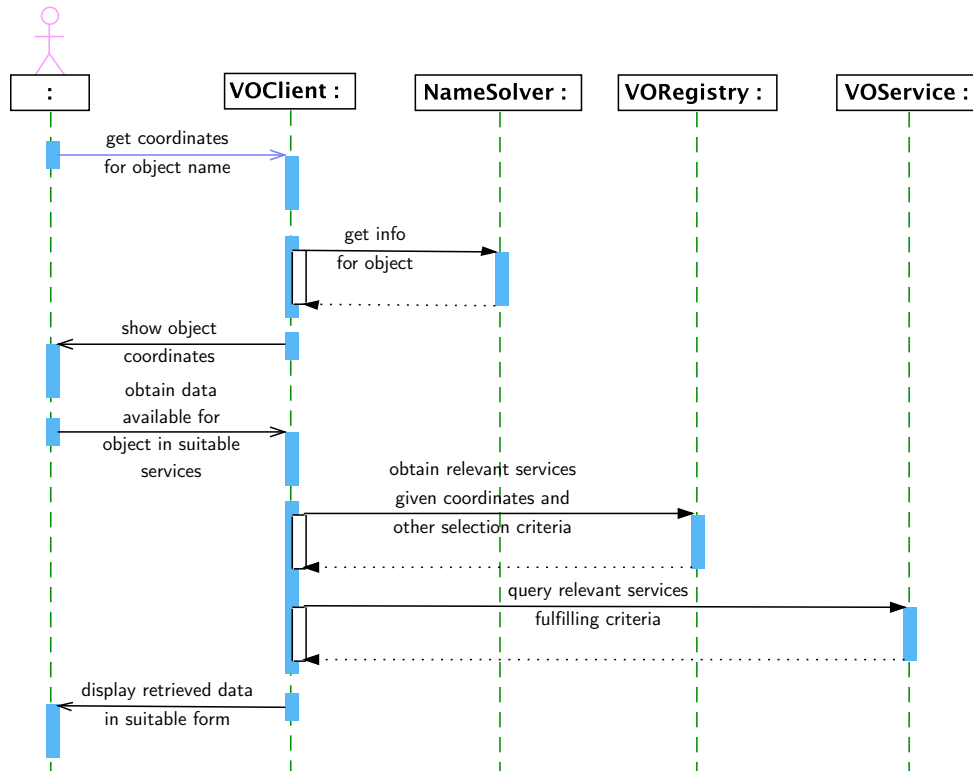 :
VOClient :
NameSolver :
VORegistry :
VOService :
get coordinates
for object name
get info
for object
show object
coordinates
obtain data
available for
object in suitable
services
obtain relevant services
given coordinates and
other selection criteria
query relevant services
fulfilling criteria
display retrieved data
in suitable form